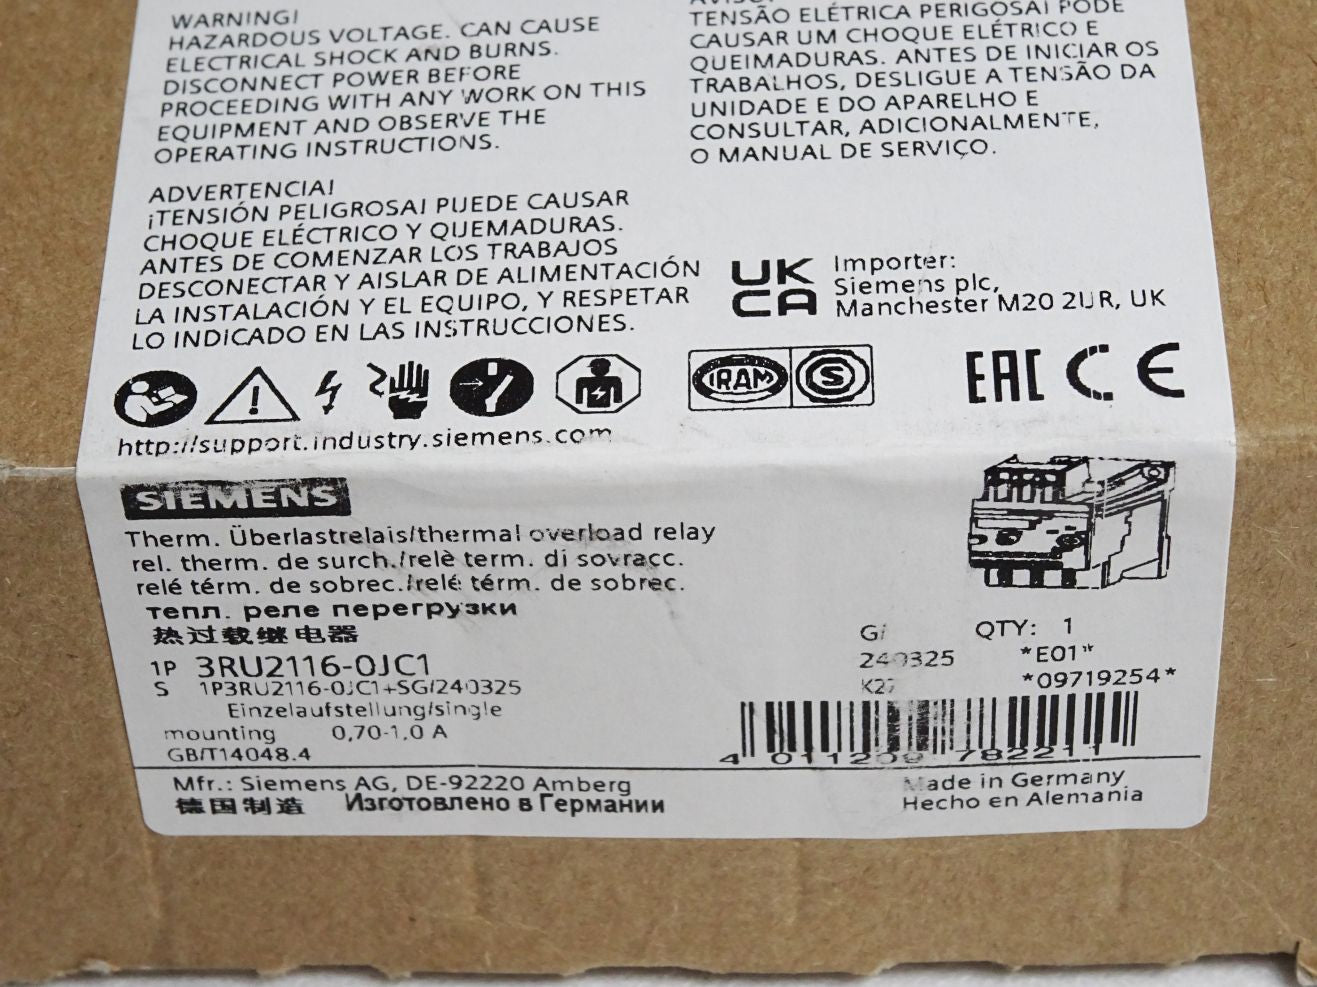 WARNING!
HAZARDOUS VOLTAGE. CAN CAUSE
ELECTRICAL SHOCK AND BURNS.
DISCONNECT POWER BEFORE
PROCEEDING WITH ANY WORK ON THIS
EQUIPMENT AND OBSERVE THE
OPERATING INSTRUCTIONS.
ADVERTENCIA!
¡TENSIÓN PELIGROSA! PUEDE CAUSAR
CHOQUE ELÉCTRICO Y QUEMADURAS.
ANTES DE COMENZAR LOS TRABAJOS
DESCONECTAR Y AISLAR DE ALIMENTACIÓN
LA INSTALACIÓN Y EL EQUIPO, Y RESPETAR
LO INDICADO EN LAS INSTRUCCIONES.
TENSÃO ELÉTRICA PERIGOSA! PODE
CAUSAR UM CHOQUE ELÉTRICO E
QUEIMADURAS. ANTES DE INICIAR OS
TRABALHOS, DESLIGUE A TENSÃO DA
UNIDADE E DO APARELHO E
CONSULTAR, ADICIONALMENTE,
O MANUAL DE SERVIÇO.
UK
CA
Importer:
Siemens plc,
Manchester M20 2UR, UK
IRAM S
EAC CE
http://support.industry.siemens.com
SIEMENS
Therm. Überlastrelais/thermal overload relay
rel. therm. de surch./relè term. di sovracc.
relé térm. de sobrec./relé térm. de sobrec.
тепл. реле перегрузки
热过载继电器
1P 3RU2116-0JC1
S 1P3RU2116-0JC1+SG/240325
Einzelaufstellung/single
mounting 0,70-1,0 A
GB/T14048.4
G/ QTY: 1
240325 *E01*
*09719254*
4 011209 782211
Mfr.: Siemens AG, DE-92220 Amberg
德国制造 Изготовлено в Германии
Made in Germany
Hecho en Alemania